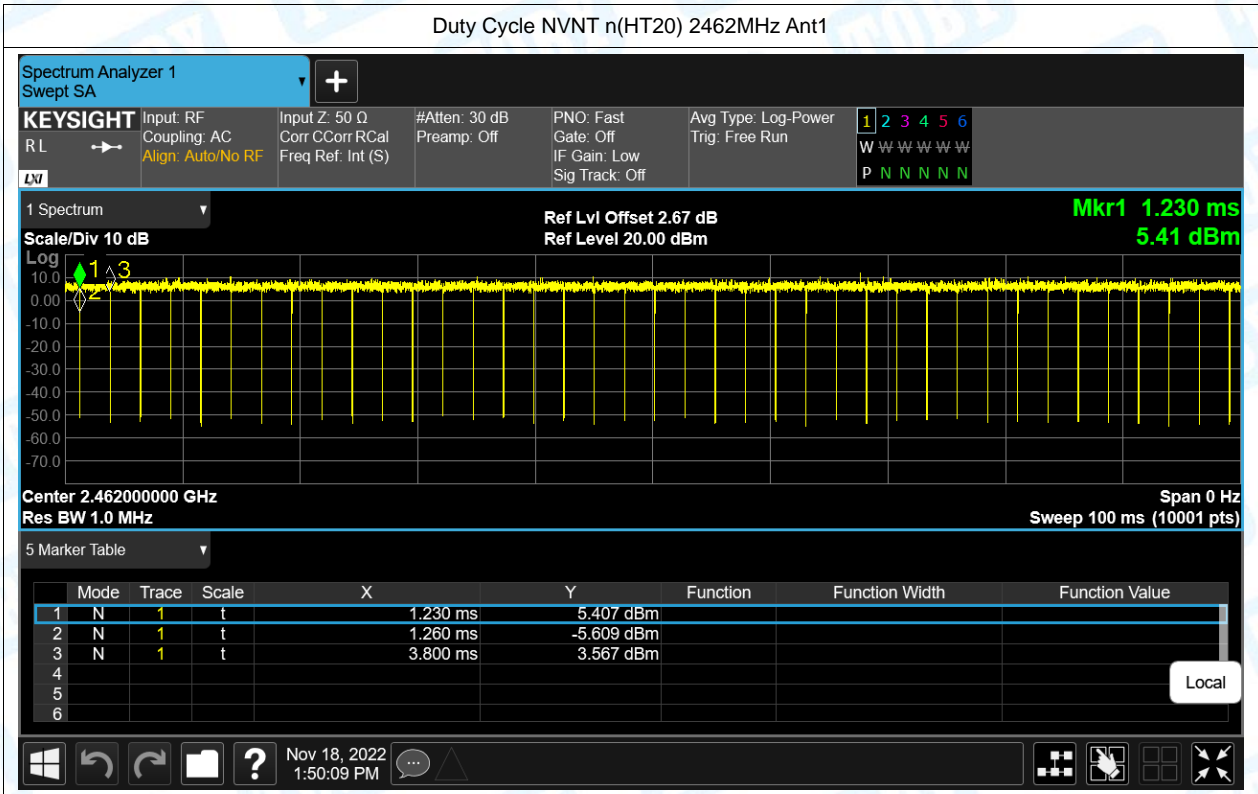 Duty Cycle NVNT n(HT20) 2462MHz Ant1
Spectrum Analyzer 1
Swept SA
KEYSIGHT
RL
LXI
Input: RF
Coupling: AC
Align: Auto/No RF
Input Z: 50 Ω
Corr CCorr RCal
Freq Ref: Int (S)
#Atten: 30 dB
Preamp: Off
PNO: Fast
Gate: Off
IF Gain: Low
Sig Track: Off
Avg Type: Log-Power
Trig: Free Run
1 2 3 4 5 6
W W W W W W
P N N N N N
1 Spectrum
Scale/Div 10 dB
Ref Lvl Offset 2.67 dB
Ref Level 20.00 dBm
Mkr1 1.230 ms
5.41 dBm
Log
10.0
0.00
-10.0
-20.0
-30.0
-40.0
-50.0
-60.0
-70.0
1 3
2
Center 2.462000000 GHz
Span 0 Hz
Res BW 1.0 MHz
Sweep 100 ms (10001 pts)
5 Marker Table
Mode Trace Scale X Y Function Function Width Function Value
1 N 1 t 1.230 ms 5.407 dBm
2 N 1 t 1.260 ms -5.609 dBm
3 N 1 t 3.800 ms 3.567 dBm
4
5
6
Local
?
Nov 18, 2022
1:50:09 PM